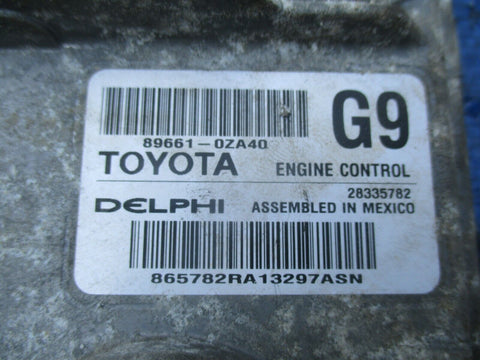 89661-0ZA40
G9
TOYOTA ENGINE CONTROL
28335782
DELPHI ASSEMBLED IN MEXICO
865782RA13297ASN